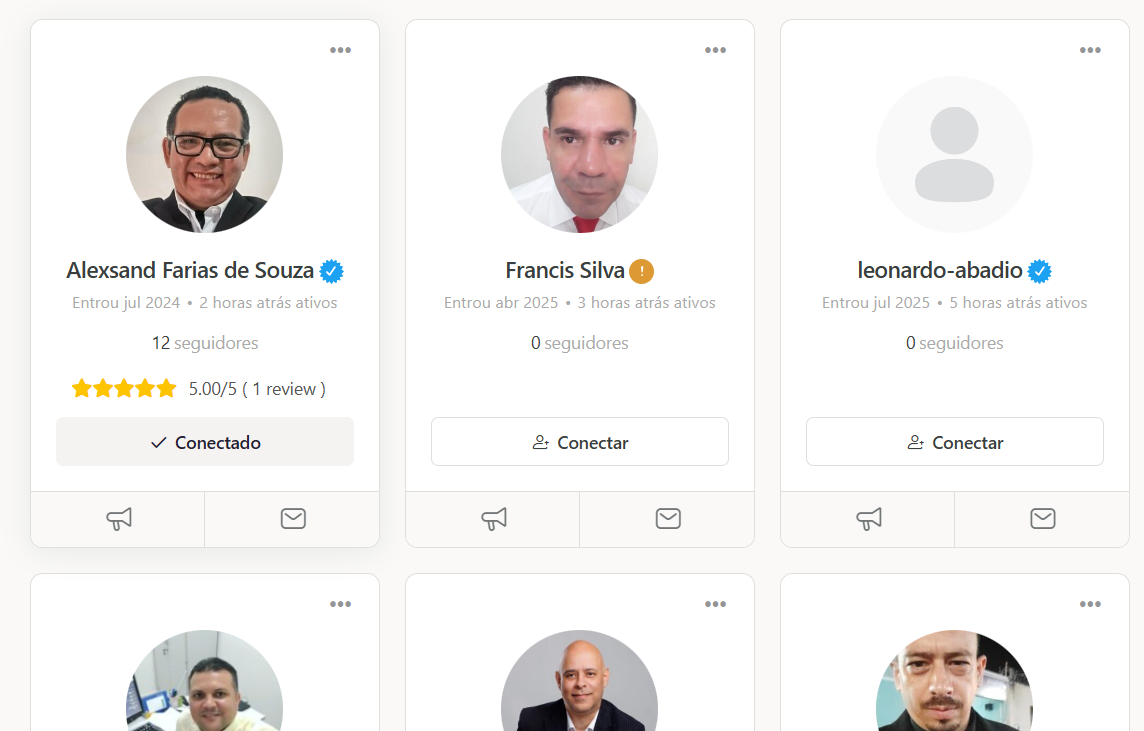 Alexsand Farias de Souza
Entrou jul 2024 • 2 horas atrás ativos
12 seguidores
5.00/5 ( 1 review )
Conectado
Francis Silva
Entrou abr 2025 • 3 horas atrás ativos
0 seguidores
Conectar
leonardo-abadio
Entrou jul 2025 • 5 horas atrás ativos
0 seguidores
Conectar